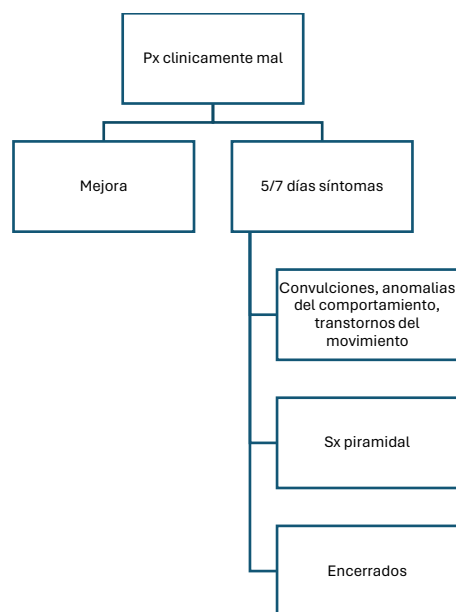 Px clinicamente mal
Mejora
5/7 días síntomas
Convulciones, anomalias
del comportamiento,
transtornos del
movimiento
Sx piramidal
Encerrados